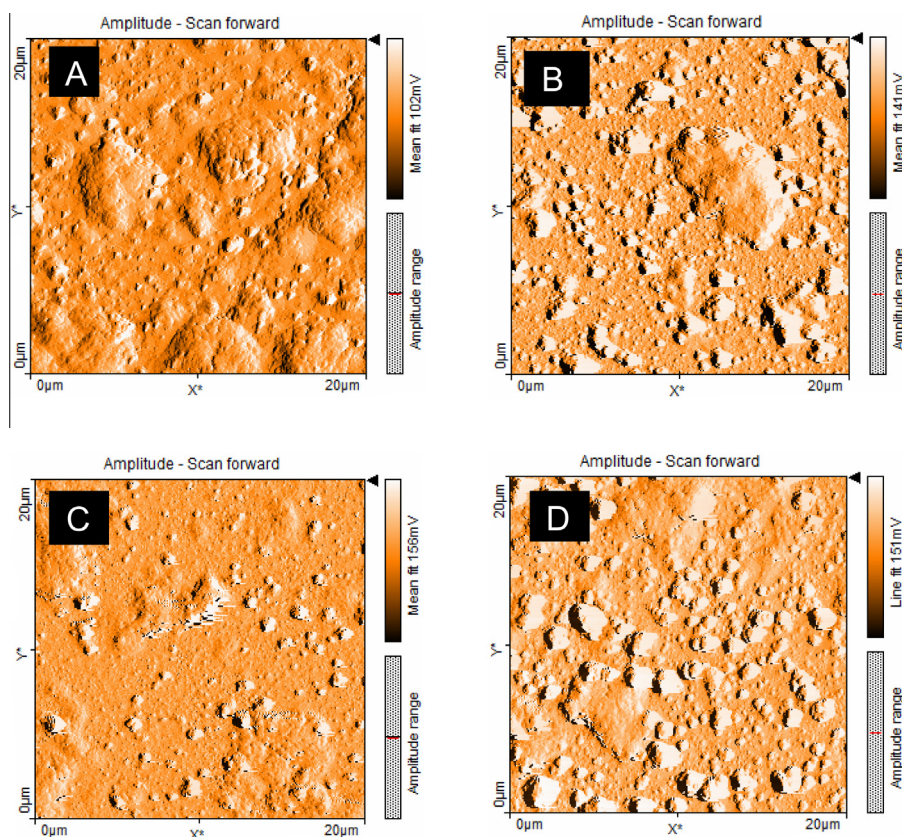 Amplitude - Scan forward
A
20µm
Y*
0µm
0µm
X*
20µm
Mean fit 102mV
Amplitude range
Amplitude - Scan forward
B
20µm
Y*
0µm
0µm
X*
20µm
Mean fit 141mV
Amplitude range
Amplitude - Scan forward
C
20µm
Y*
0µm
0µm
X*
20µm
Mean fit 156mV
Amplitude range
Amplitude - Scan forward
D
20µm
Y*
0µm
0µm
X*
20µm
Line fit 151mV
Amplitude range